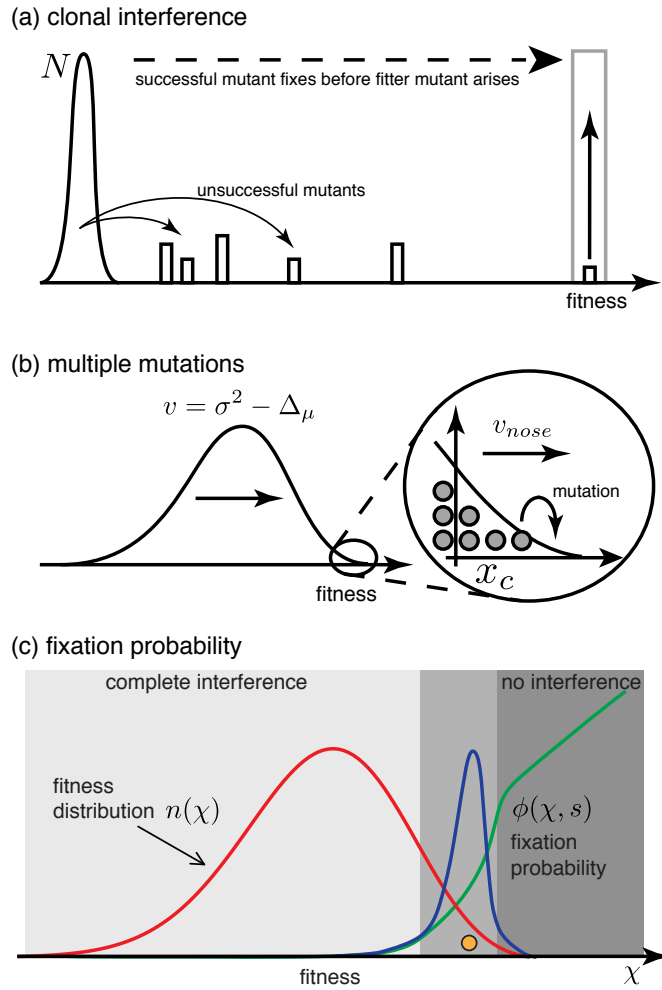 (a) clonal interference
N
successful mutant fixes before fitter mutant arises
unsuccessful mutants
fitness
(b) multiple mutations
v = σ² − Δμ
v_nose
mutation
x_c
fitness
(c) fixation probability
complete interference
no interference
fitness
distribution n(χ)
ϕ(χ, s)
fixation
probability
fitness
χ